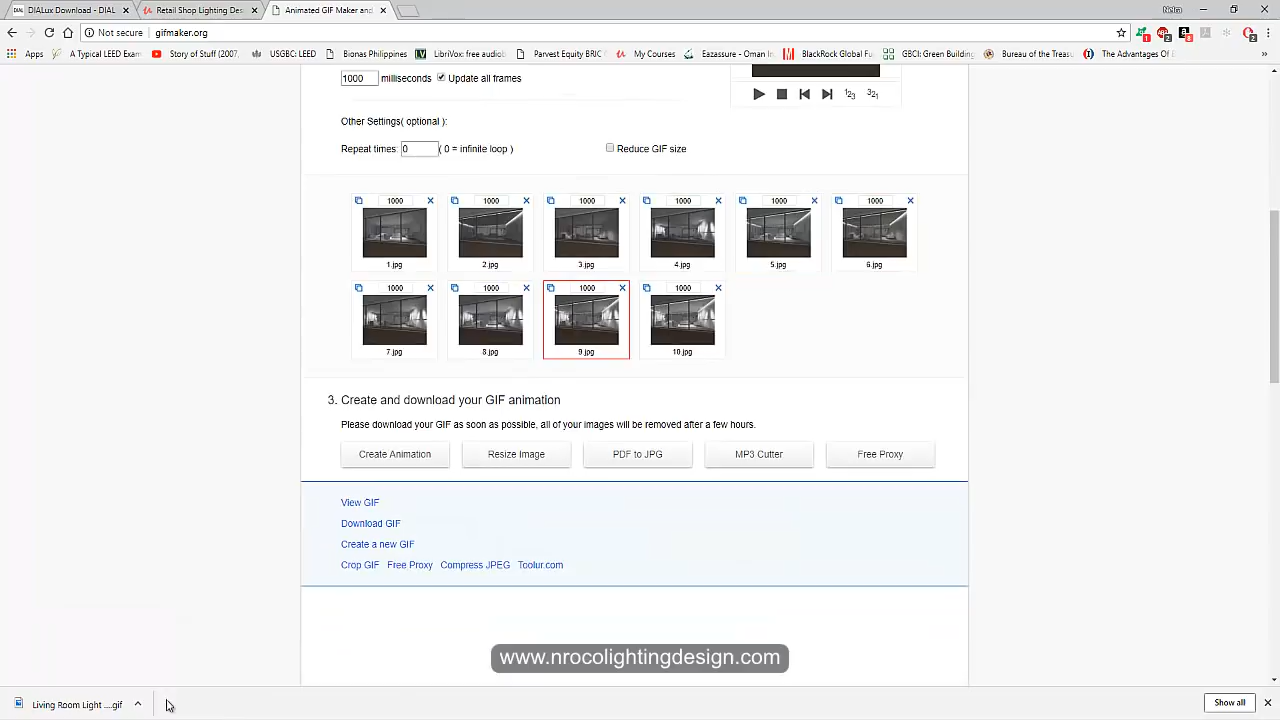 DIALux Download - DIAL
Retail Shop Lighting Des
Animated GIF Maker and
Not secure
gifmaker.org
Apps
A Typical LEED Exam
Story of Stuff (2007,
USGBC: LEED
Bionas Philippines
LibriVox: free audiob
Parvest Equity BRIC
My Courses
Eazassure - Oman In
BlackRock Global Fu
GBCI: Green Building
Bureau of the Treasu
The Advantages Of E
1000 milliseconds Update all frames
Other Settings( optional ):
Repeat times: 0 ( 0 = infinite loop )
Reduce GIF size
1000 1000 1000 1000 1000 1000
1.jpg 2.jpg 3.jpg 4.jpg 5.jpg 6.jpg
1000 1000 1000 1000
7.jpg 8.jpg 9.jpg 10.jpg
3. Create and download your GIF animation
Please download your GIF as soon as possible, all of your images will be removed after a few hours.
Create Animation Resize Image PDF to JPG MP3 Cutter Free Proxy
View GIF
Download GIF
Create a new GIF
Crop GIF Free Proxy Compress JPEG Toolur.com
www.nrocolightingdesign.com
Living Room Light ....gif
Show all